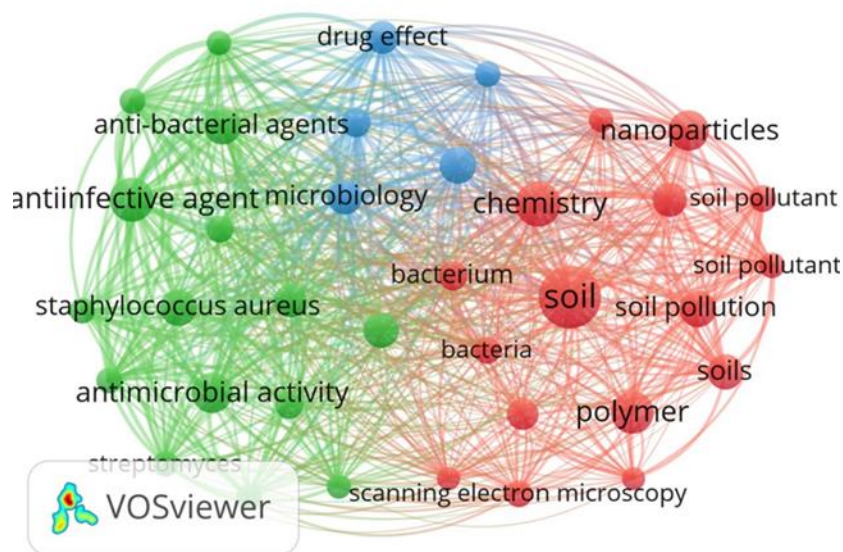 drug effect
anti-bacterial agents
nanoparticles
antiinfective agent
microbiology
chemistry
soil pollutant
bacterium
soil pollutant
staphylococcus aureus
soil
soil pollution
bacteria
soils
antimicrobial activity
polymer
streptomyces
scanning electron microscopy
VOSviewer